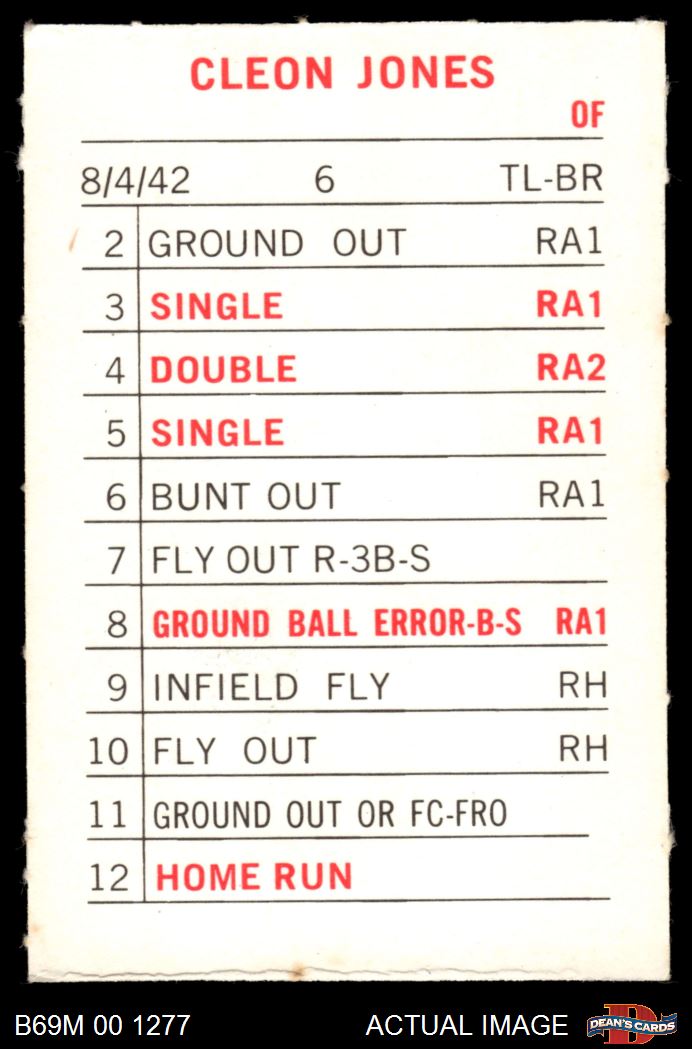 CLEON JONES
OF
8/4/42 6 TL-BR
2 GROUND OUT RA1
3 SINGLE RA1
4 DOUBLE RA2
5 SINGLE RA1
6 BUNT OUT RA1
7 FLY OUT R-3B-S
8 GROUND BALL ERROR-B-S RA1
9 INFIELD FLY RH
10 FLY OUT RH
11 GROUND OUT OR FC-FRO
12 HOME RUN
B69M 00 1277 ACTUAL IMAGE D DEAN'S CARDS